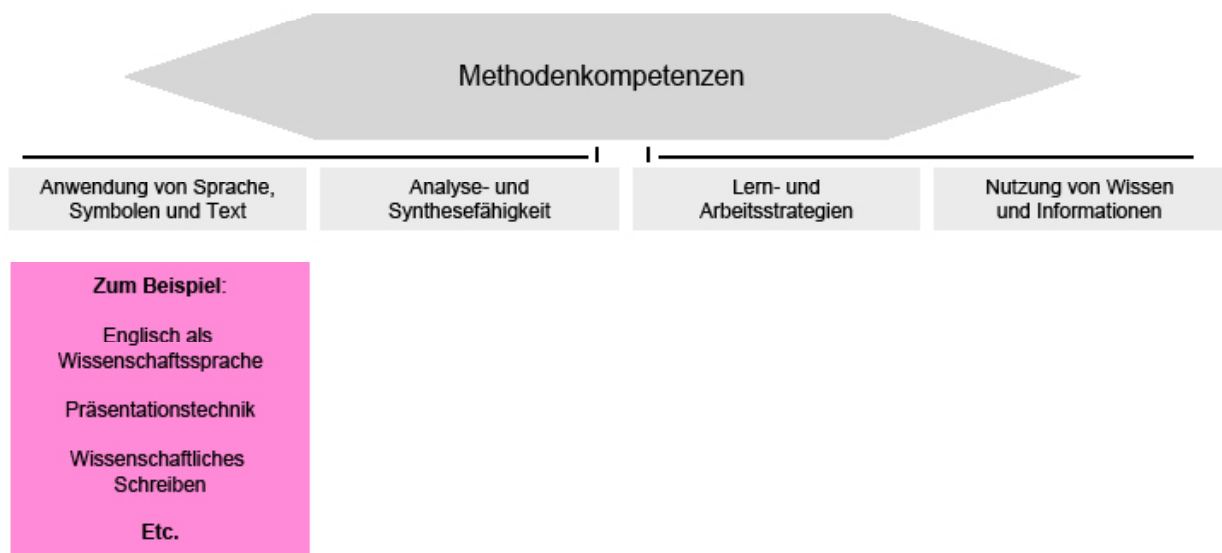 Methodenkompetenzen
Anwendung von Sprache,
Symbolen und Text
Analyse- und
Synthesefähigkeit
Lern- und
Arbeitsstrategien
Nutzung von Wissen
und Informationen
Zum Beispiel:
Englisch als
Wissenschaftssprache
Präsentationstechnik
Wissenschaftliches
Schreiben
Etc.